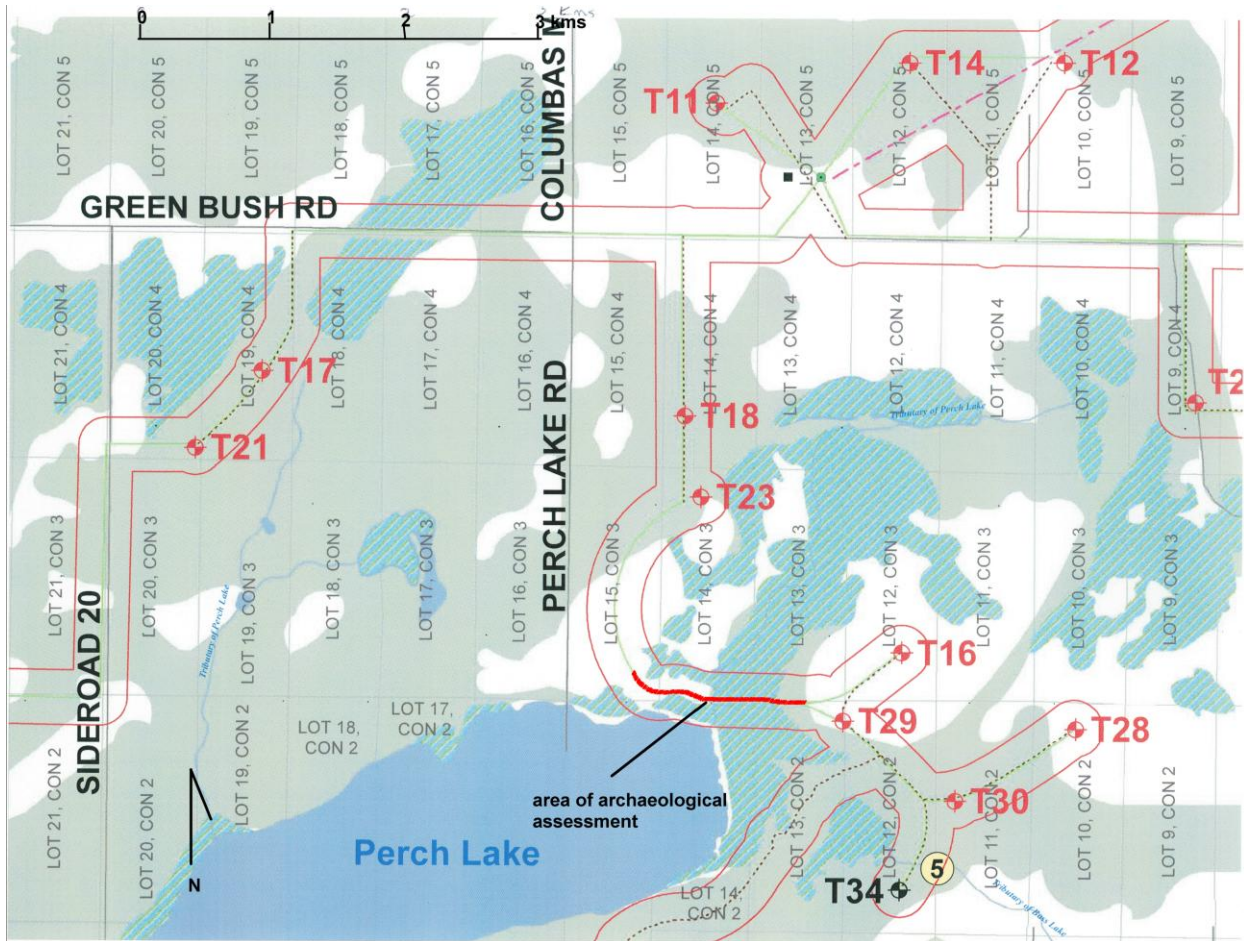 0 1 2 3 kms
3 Kms
COLUMBAS M
LOT 21, CON 5
LOT 20, CON 5
LOT 19, CON 5
LOT 18, CON 5
LOT 17, CON 5
LOT 16, CON 5
LOT 15, CON 5
LOT 14, CON 5
LOT 13, CON 5
LOT 12, CON 5
LOT 11, CON 5
LOT 10, CON 5
LOT 9, CON 5
T11
T14
T12
GREEN BUSH RD
LOT 21, CON 4
LOT 20, CON 4
LOT 19, CON 4
LOT 18, CON 4
LOT 17, CON 4
LOT 16, CON 4
LOT 15, CON 4
LOT 14, CON 4
LOT 13, CON 4
LOT 12, CON 4
LOT 11, CON 4
LOT 10, CON 4
LOT 9, CON 4
T17
T18
T2
Tributary of Perch Lake
T21
T23
PERCH LAKE RD
LOT 21, CON 3
LOT 20, CON 3
LOT 19, CON 3
LOT 18, CON 3
LOT 17, CON 3
LOT 16, CON 3
LOT 15, CON 3
LOT 14, CON 3
LOT 13, CON 3
LOT 12, CON 3
LOT 11, CON 3
LOT 10, CON 3
LOT 9, CON 3
Tributary of Perch Lake
T16
SIDEROAD 20
T29
T28
LOT 21, CON 2
LOT 20, CON 2
LOT 19, CON 2
LOT 18,
CON 2
LOT 17,
CON 2
LOT 13, CON 2
LOT 12, CON 2
LOT 11, CON 2
LOT 10, CON 2
LOT 9, CON 2
area of archaeological
assessment
T30
Perch Lake
5
T34
N
LOT 14,
CON 2
Tributary of Bass Lake